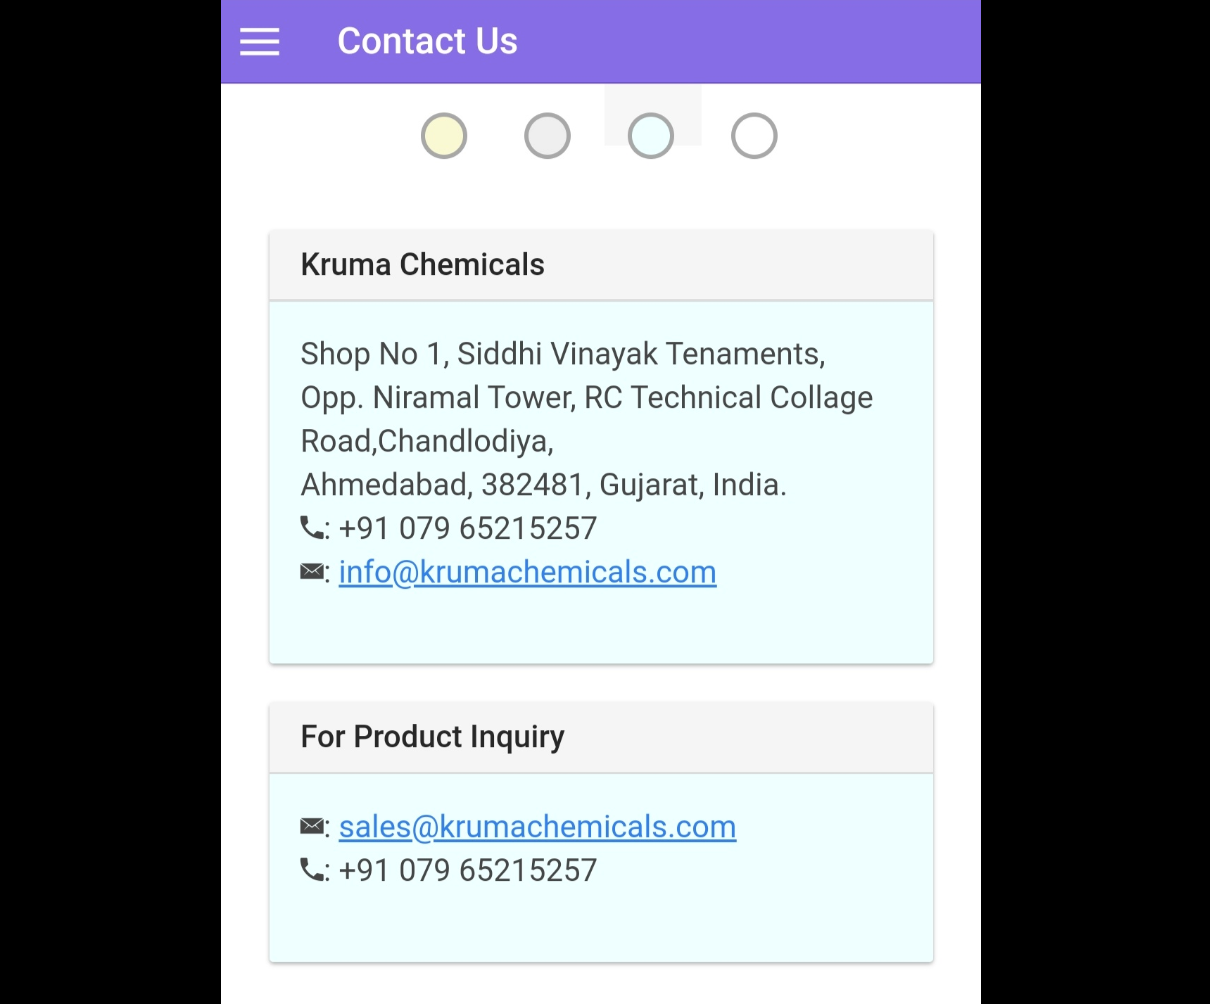 Contact Us
Kruma Chemicals
Shop No 1, Siddhi Vinayak Tenaments,
Opp. Niramal Tower, RC Technical Collage
Road,Chandlodiya,
Ahmedabad, 382481, Gujarat, India.
: +91 079 65215257
: info@krumachemicals.com
For Product Inquiry
: sales@krumachemicals.com
: +91 079 65215257